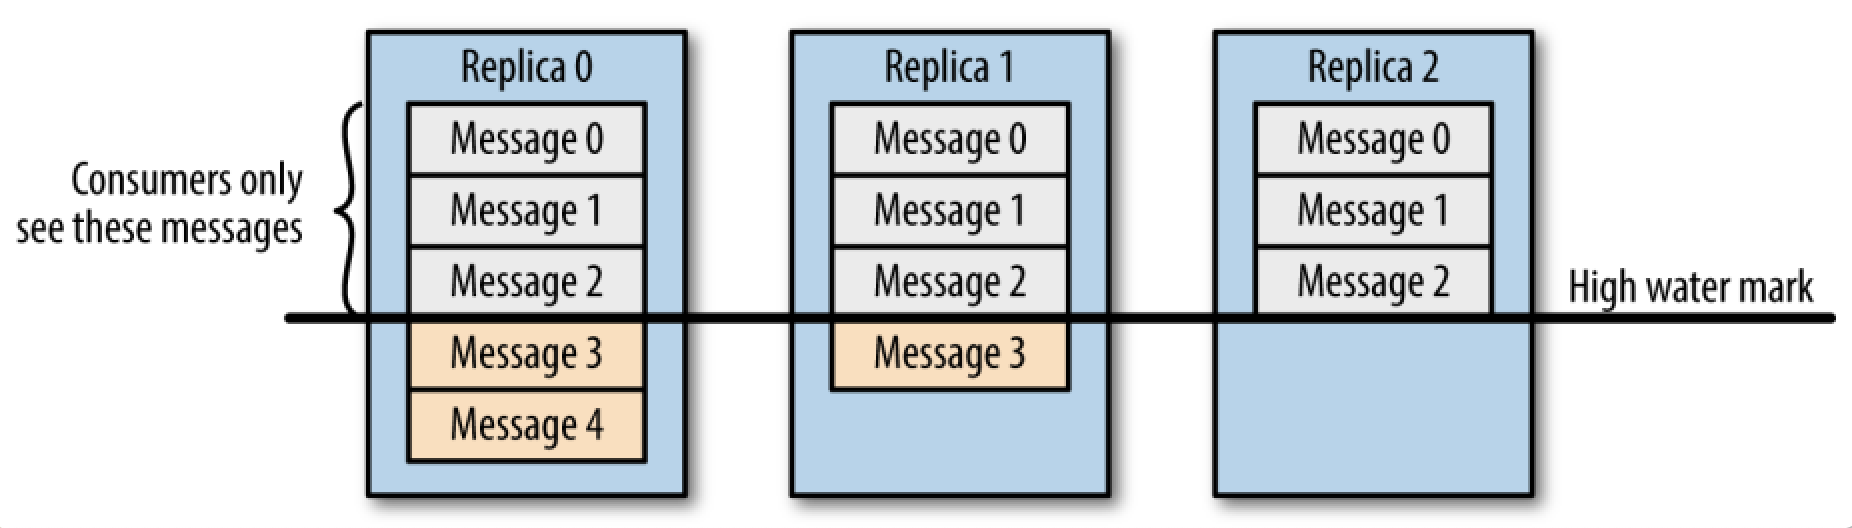 Replica 0
Message 0
Message 1
Message 2
Message 3
Message 4
Replica 1
Message 0
Message 1
Message 2
Message 3
Replica 2
Message 0
Message 1
Message 2
Consumers only
see these messages
High water mark